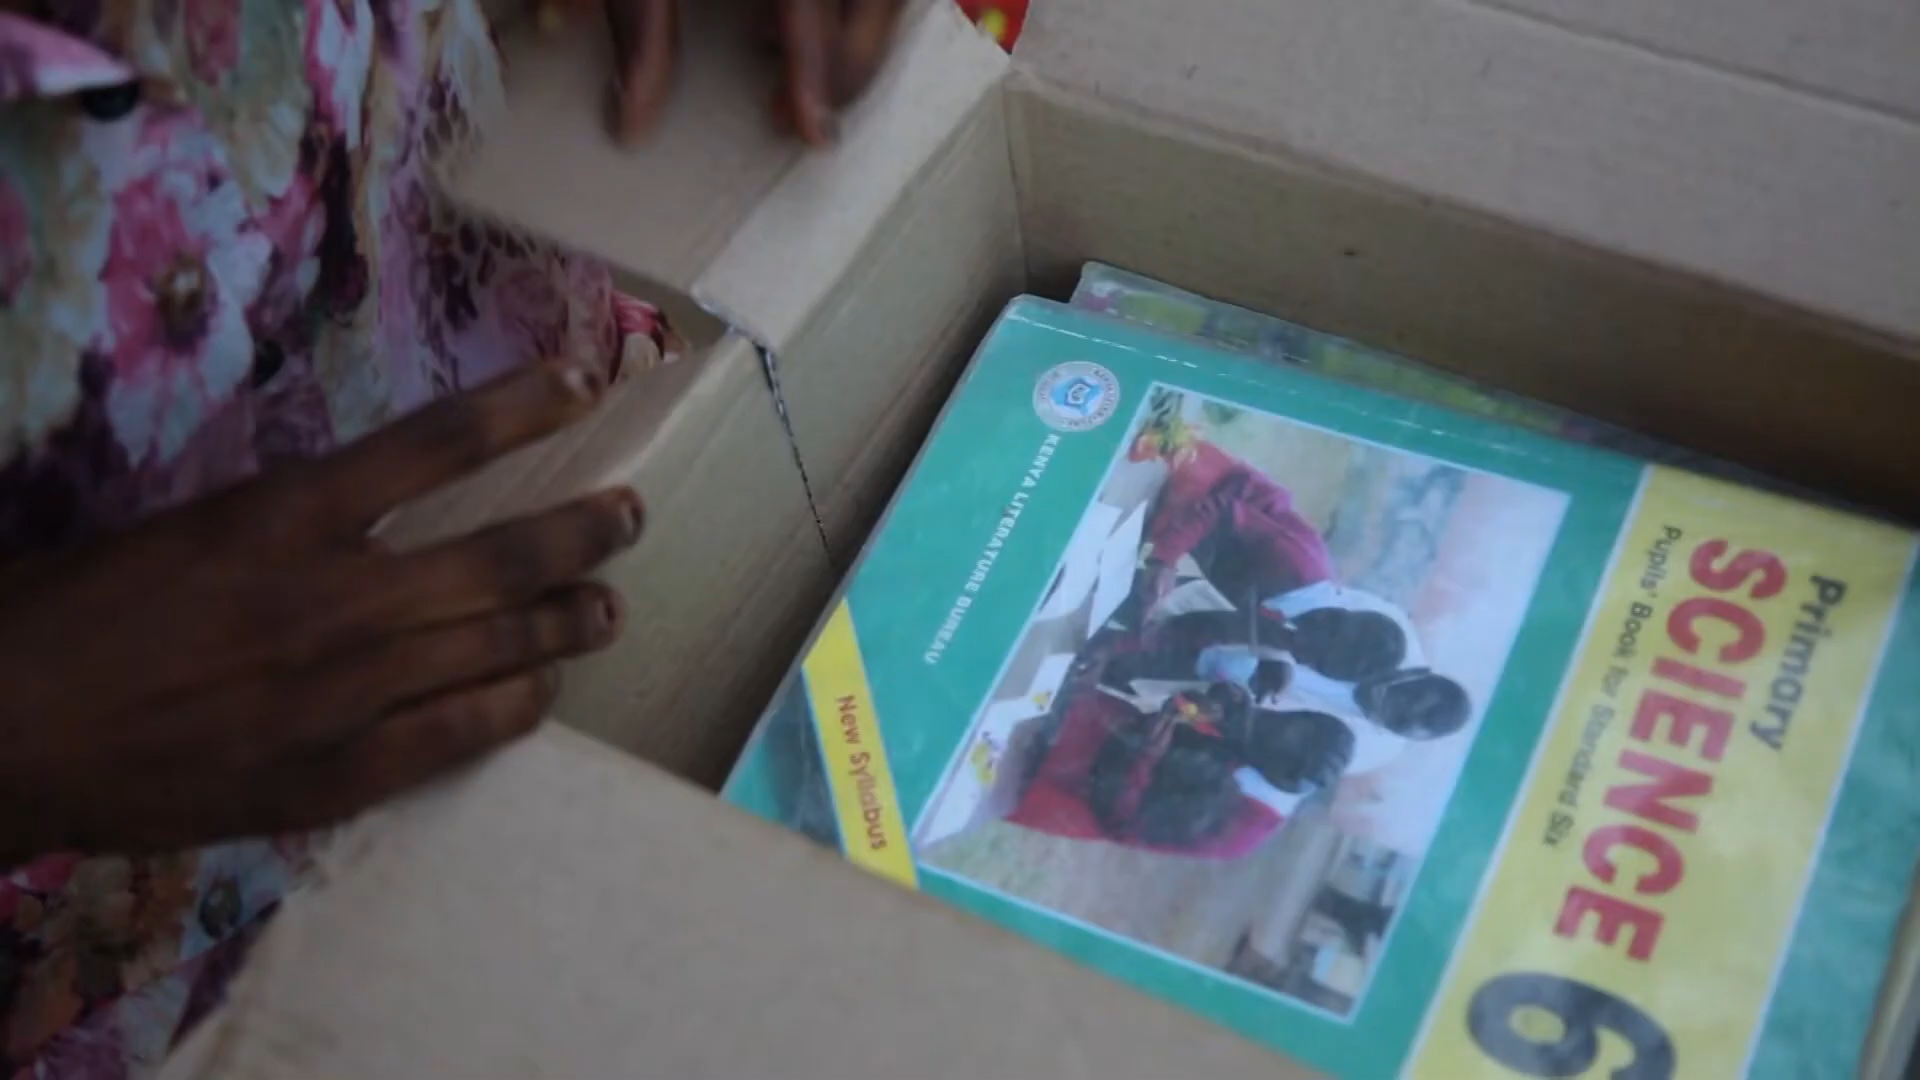 Primary
SCIENCE 6
Pupils' Book for Standard Six
KENYA LITERATURE BUREAU
New Syllabus